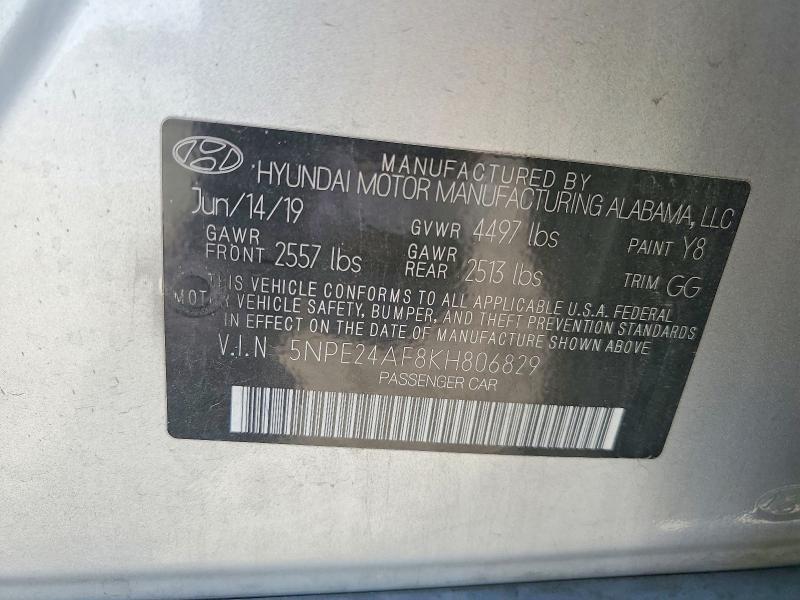 MANUFACTURED BY
HYUNDAI MOTOR MANUFACTURING ALABAMA, LLC
Jun/14/19 GVWR 4497 lbs PAINT Y8
GAWR FRONT 2557 lbs GAWR REAR 2513 lbs TRIM GG
THIS VEHICLE CONFORMS TO ALL APPLICABLE U.S.A. FEDERAL
MOTOR VEHICLE SAFETY, BUMPER, AND THEFT PREVENTION STANDARDS
IN EFFECT ON THE DATE OF MANUFACTURE SHOWN ABOVE
V.I.N - 5NPE24AF8KH806829
PASSENGER CAR